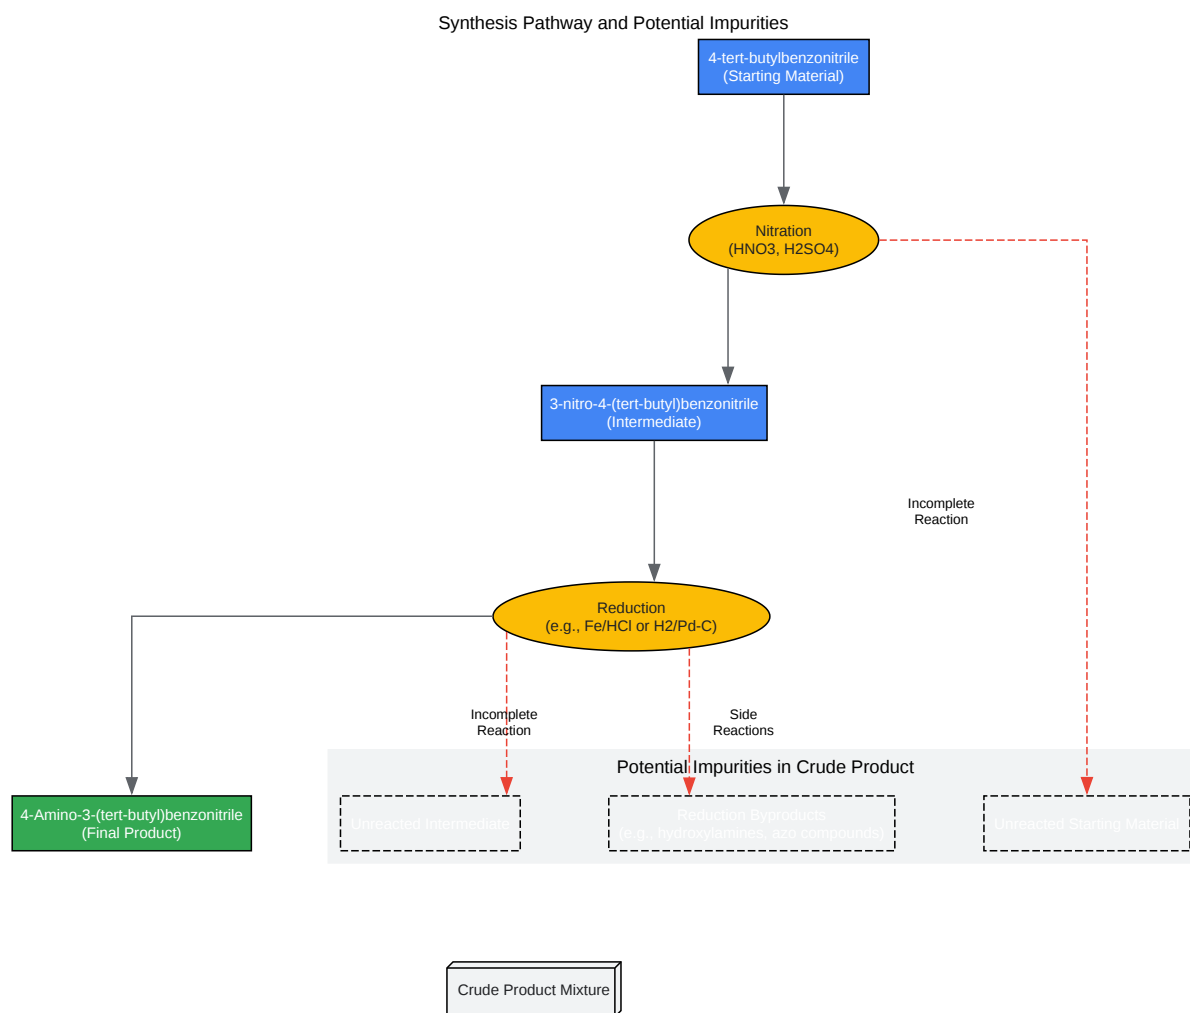 Synthesis Pathway and Potential Impurities
4-tert-butylbenzonitrile
(Starting Material)
Nitration
(HNO3, H2SO4)
3-nitro-4-(tert-butyl)benzonitrile
(Intermediate)
Incomplete
Reaction
Reduction
(e.g., Fe/HCl or H2/Pd-C)
Incomplete
Reaction
Side
Reactions
Potential Impurities in Crude Product
4-Amino-3-(tert-butyl)benzonitrile
(Final Product)
Unreacted Intermediate
Reduction Byproducts
(e.g., hydroxylamines, azo compounds)
Unreacted Starting Material
Crude Product Mixture